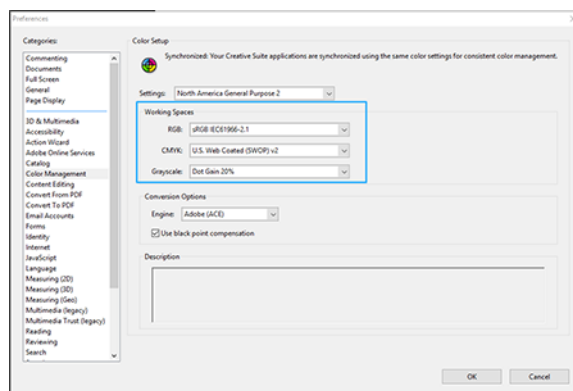 Preferences
Categories:
Commenting
Documents
Full Screen
General
Page Display
3D & Multimedia
Accessibility
Action Wizard
Adobe Online Services
Catalog
Color Management
Content Editing
Convert From PDF
Convert To PDF
Email Accounts
Forms
Identity
Internet
JavaScript
Language
Measuring (2D)
Measuring (3D)
Measuring (Geo)
Multimedia (legacy)
Multimedia Trust (legacy)
Reading
Reviewing
Search
Color Setup
Synchronized: Your Creative Suite applications are synchronized using the same color settings for consistent color management.
Settings: North America General Purpose 2
Working Spaces
RGB: sRGB IEC61966-2.1
CMYK: U.S. Web Coated (SWOP) v2
Grayscale: Dot Gain 20%
Conversion Options
Engine: Adobe (ACE)
Use black point compensation
Description
OK Cancel